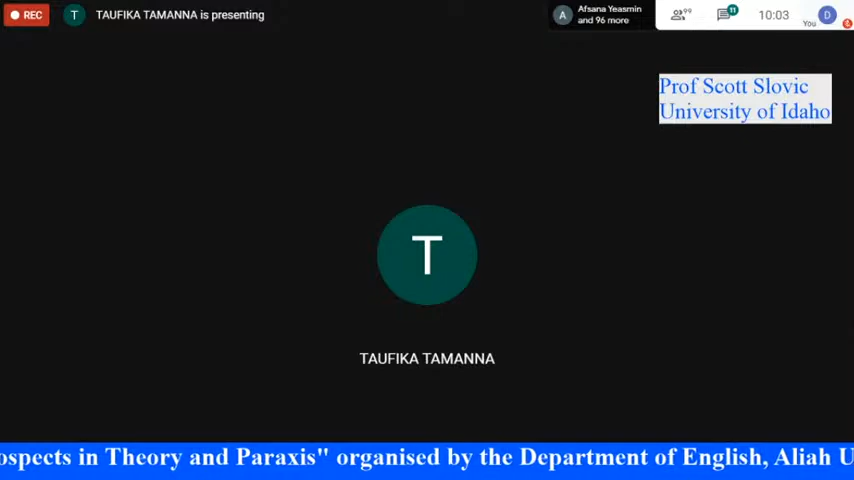 REC
T
TAUFIKA TAMANNA is presenting
A
Afsana Yeasmin
and 96 more
99
11
10:03
You
D
Prof Scott Slovic
University of Idaho
T
TAUFIKA TAMANNA
ospects in Theory and Paraxis" organised by the Department of English, Aliah U